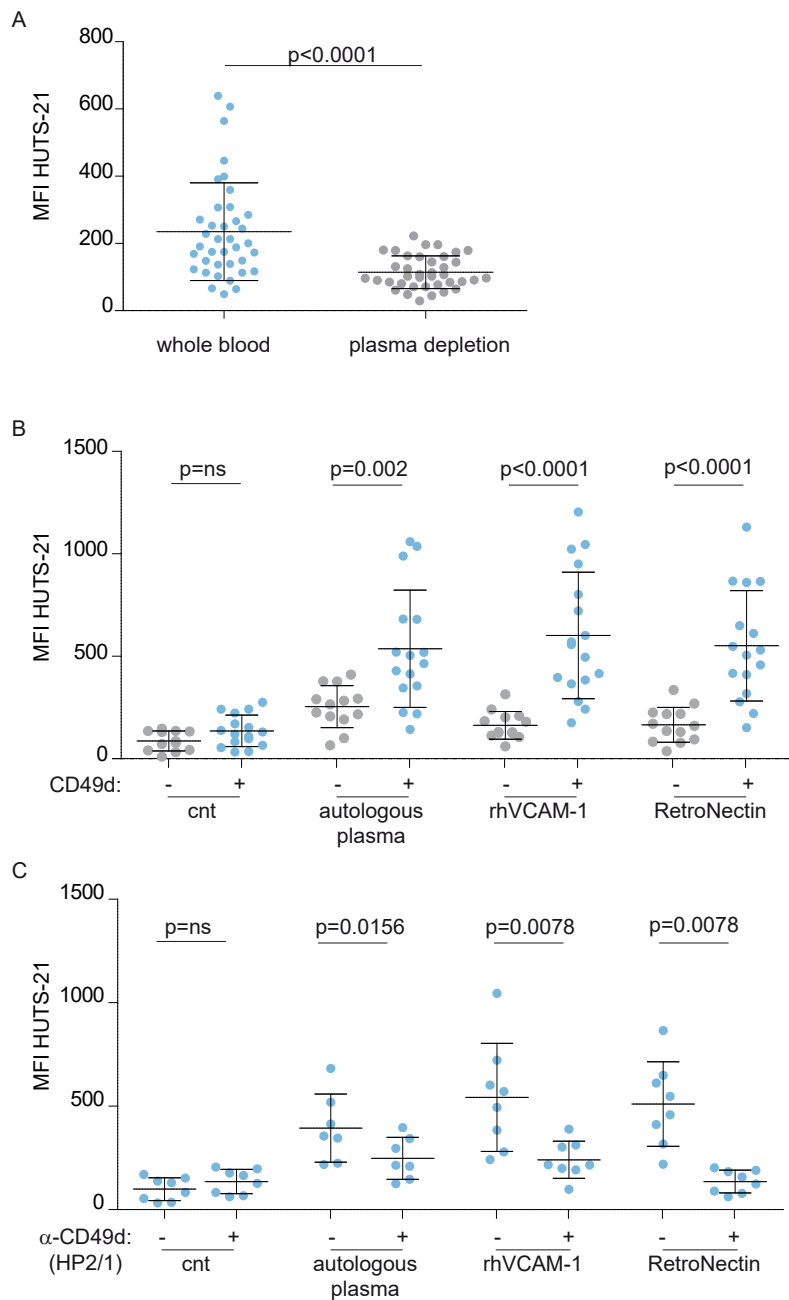 A
800
p<0.0001
600
MFI HUTS-21
400
200
0
whole blood
plasma depletion
B
1500
p=ns
p=0.002
p<0.0001
p<0.0001
1000
MFI HUTS-21
500
0
CD49d:
-
+
-
+
-
+
-
+
cnt
autologous
plasma
rhVCAM-1
RetroNectin
C
1500
p=ns
p=0.0156
p=0.0078
p=0.0078
1000
MFI HUTS-21
500
0
α-CD49d:
-
+
-
+
-
+
-
+
(HP2/1)
cnt
autologous
plasma
rhVCAM-1
RetroNectin